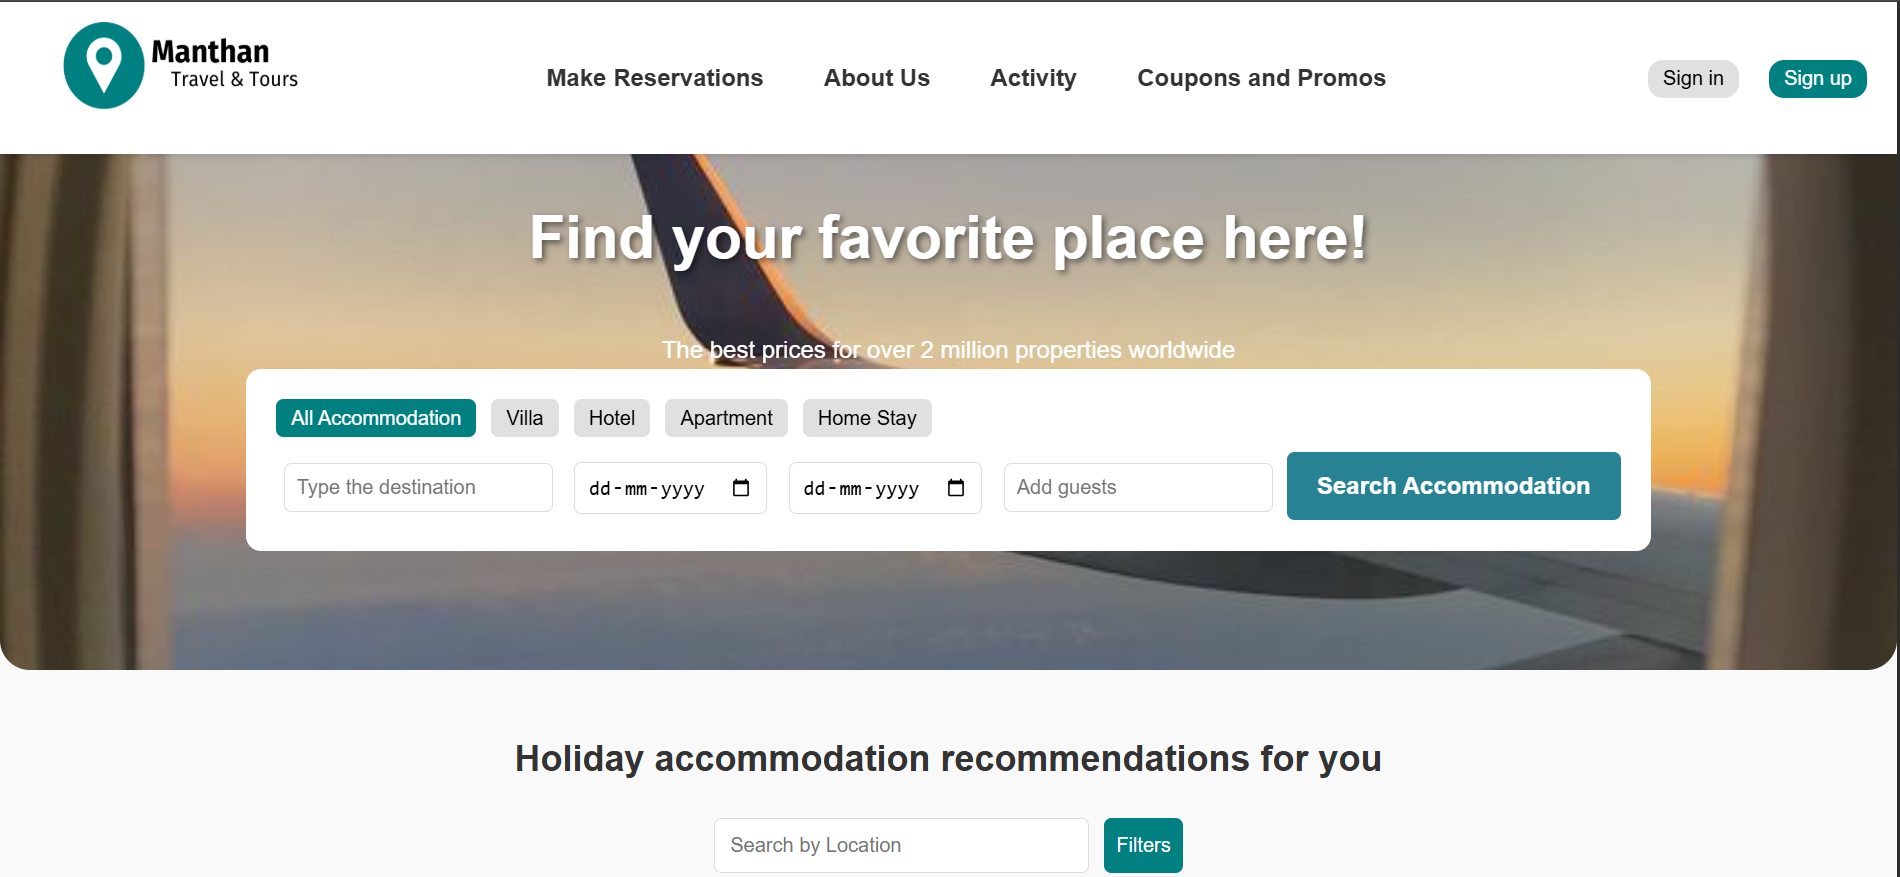 Manthan
Travel & Tours
Make Reservations
About Us
Activity
Coupons and Promos
Sign in
Sign up
Find your favorite place here!
The best prices for over 2 million properties worldwide
All Accommodation
Villa
Hotel
Apartment
Home Stay
Type the destination
dd-mm-yyyy
dd-mm-yyyy
Add guests
Search Accommodation
Holiday accommodation recommendations for you
Search by Location
Filters